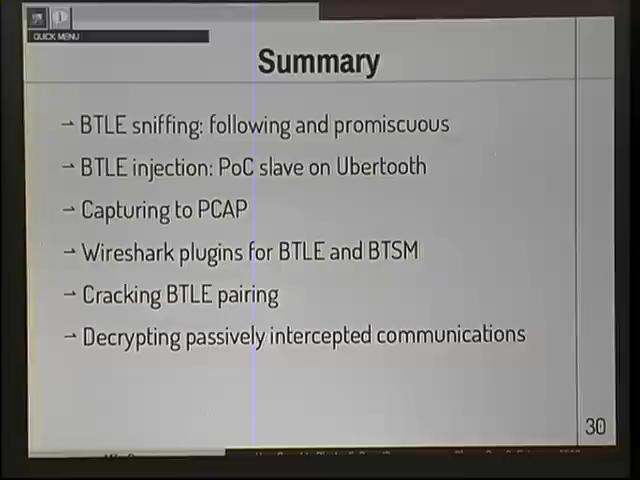 QUICK MENU
Summary
→ BTLE sniffing: following and promiscuous
→ BTLE injection: PoC slave on Ubertooth
→ Capturing to PCAP
→ Wireshark plugins for BTLE and BTSM
→ Cracking BTLE pairing
→ Decrypting passively intercepted communications
30